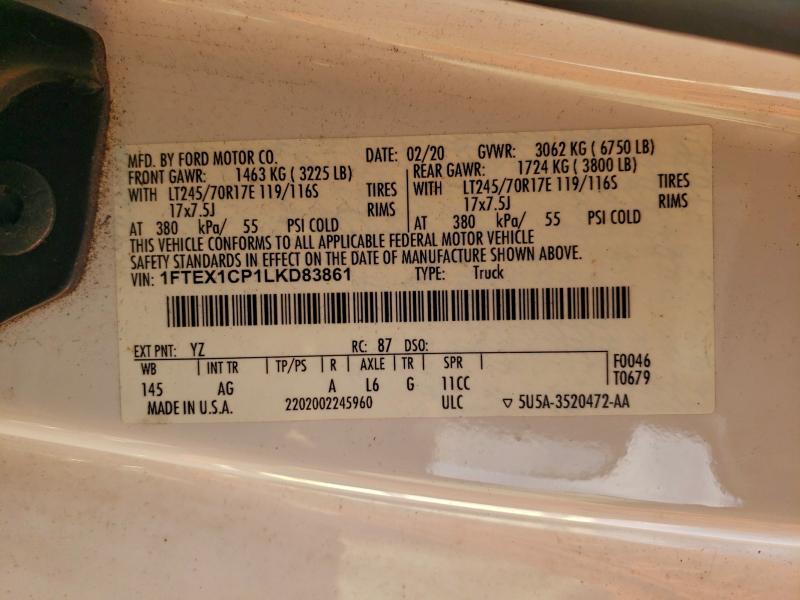 MFD. BY FORD MOTOR CO. DATE: 02/20 GVWR: 3062 KG ( 6750 LB)
FRONT GAWR: 1463 KG ( 3225 LB) REAR GAWR: 1724 KG ( 3800 LB)
WITH LT245/70R17E 119/116S TIRES WITH LT245/70R17E 119/116S TIRES
17x7.5J RIMS 17x7.5J RIMS
AT 380 kPa/ 55 PSI COLD AT 380 kPa/ 55 PSI COLD
THIS VEHICLE CONFORMS TO ALL APPLICABLE FEDERAL MOTOR VEHICLE
SAFETY STANDARDS IN EFFECT ON THE DATE OF MANUFACTURE SHOWN ABOVE.
VIN: 1FTEX1CP1LKD83861 TYPE: Truck
EXT PNT: YZ RC: 87 DSO:
WB INT TR TP/PS R AXLE TR SPR F0046
145 AG A L6 G 11CC T0679
MADE IN U.S.A. 2202002245960 ULC ▽ 5U5A-3520472-AA